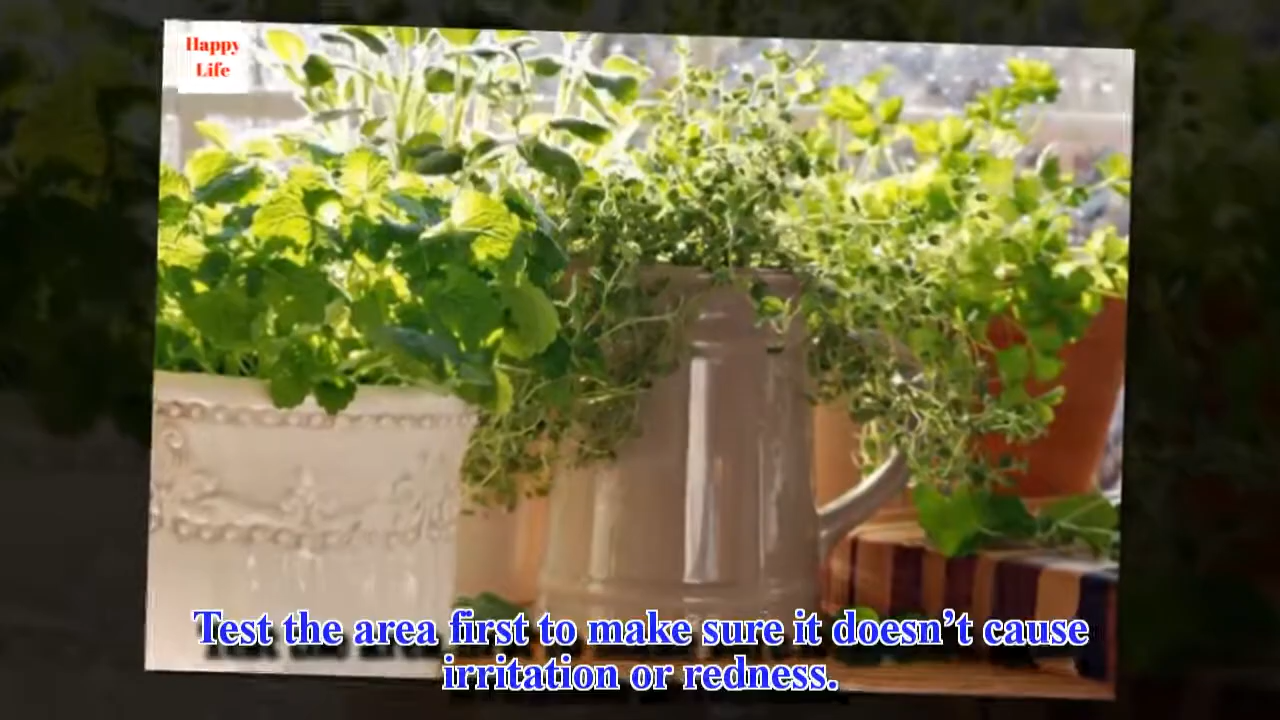 Happy
Life
Test the area first to make sure it doesn’t cause
irritation or redness.